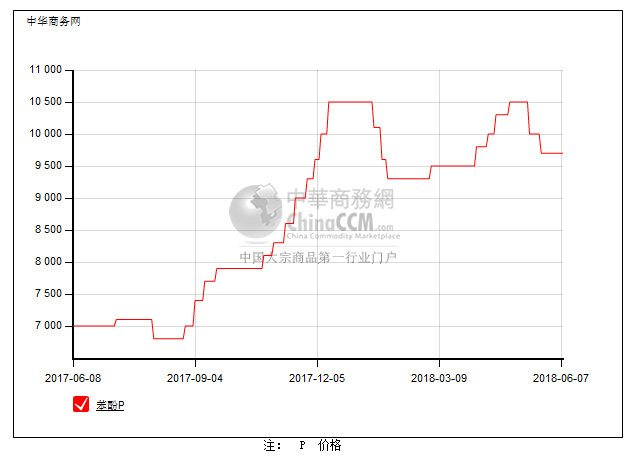 中华商务网
11 000
10 500
10 000
9 500
9 000
8 500
8 000
7 500
7 000
中華商務網
ChinaCCM.com
China Commodity Marketplace
中国大宗商品第一行业门户
2017-06-08 2017-09-04 2017-12-05 2018-03-09 2018-06-07
苯酚P
注： P 价格